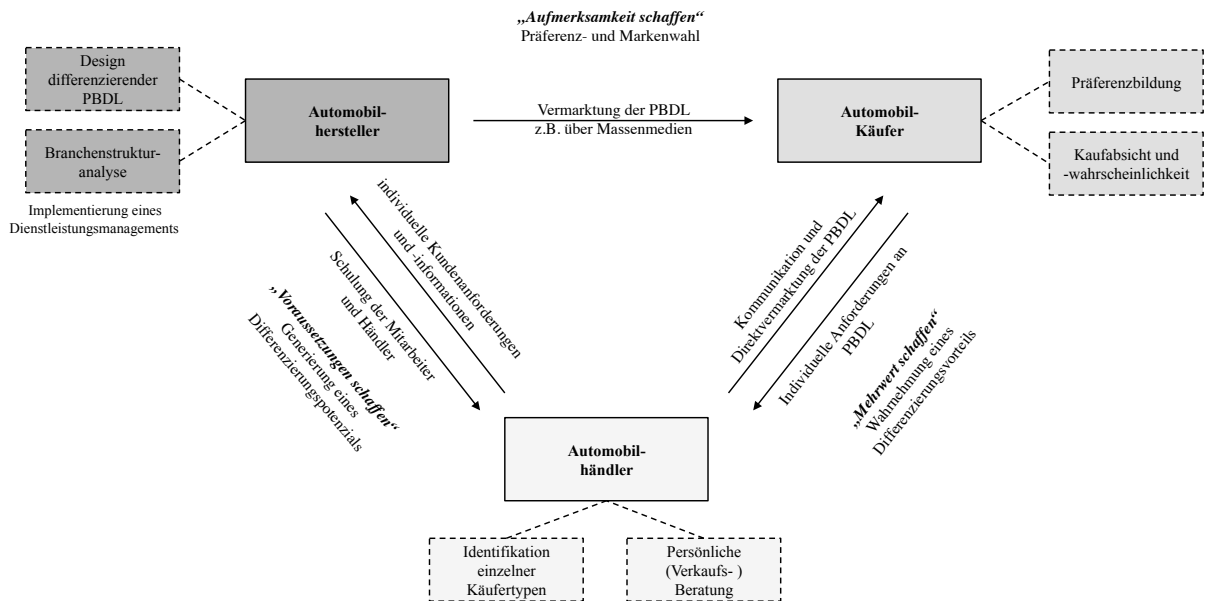 „Aufmerksamkeit schaffen“
Präferenz- und Markenwahl
Design
differenzierender
PBDL
Branchenstruktur-
analyse
Implementierung eines
Dienstleistungsmanagements
Automobil-
hersteller
Vermarktung der PBDL
z.B. über Massenmedien
Automobil-
Käufer
Präferenzbildung
Kaufabsicht und
-wahrscheinlichkeit
individuelle Kundenanforderungen
und -informationen
Schulung der Mitarbeiter
und Händler
„Voraussetzungen schaffen“
Generierung eines
Differenzierungspotenzials
Kommunikation und
Direktvermarktung der PBDL
Individuelle Anforderungen an
PBDL
„Mehrwert schaffen“
Wahrnehmung eines
Differenzierungsvorteils
Automobil-
händler
Identifikation
einzelner
Käufertypen
Persönliche
(Verkaufs- )
Beratung